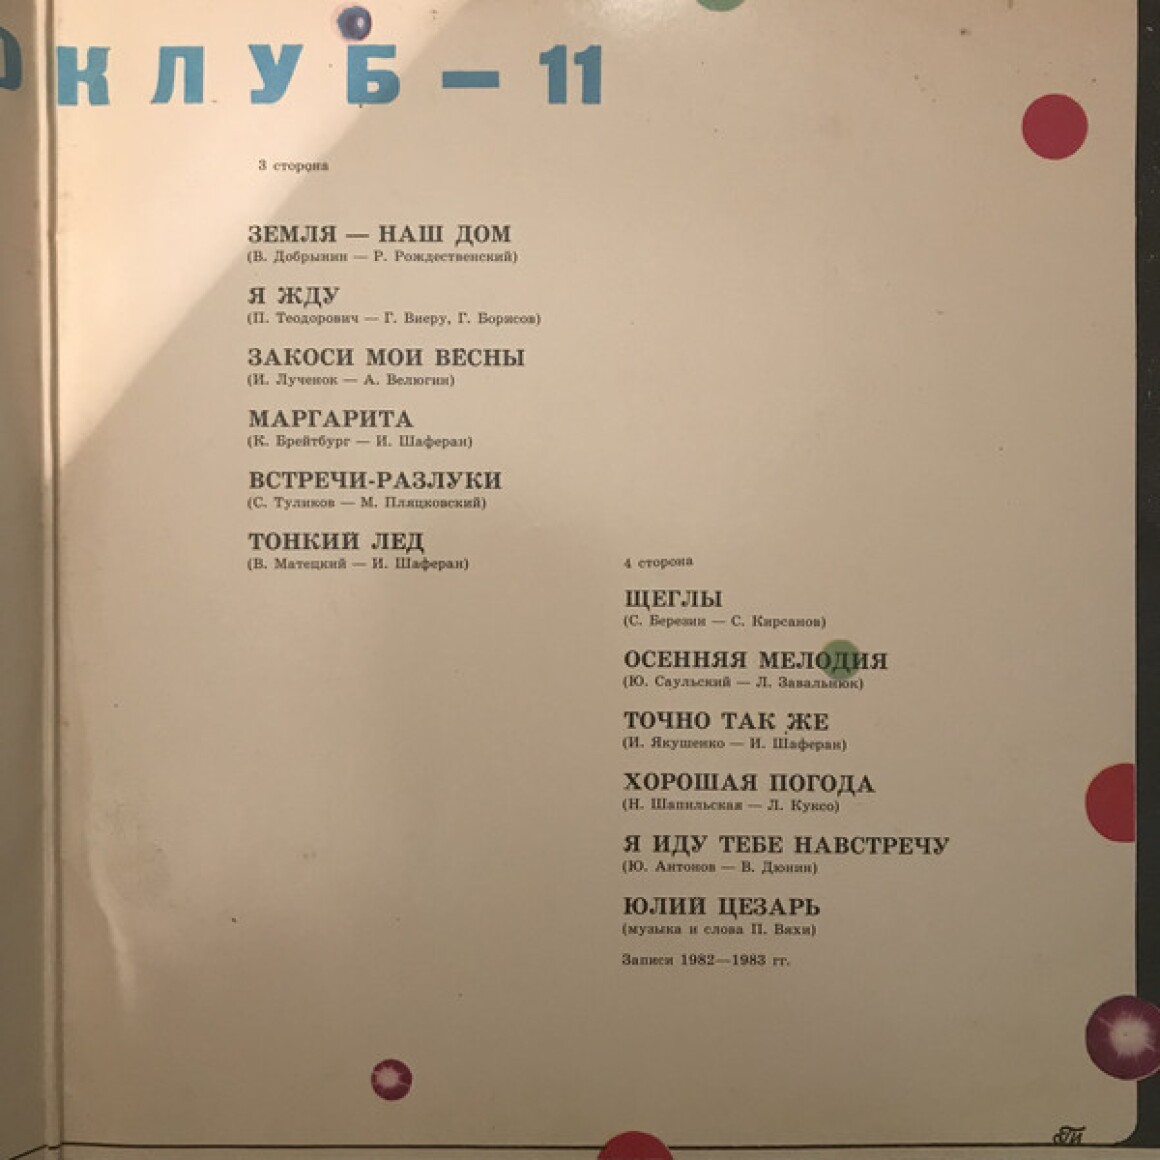 КЛУБ — 11
3 сторона
ЗЕМЛЯ — НАШ ДОМ
(В. Добрынин — Р. Рождественский)
Я ЖДУ
(П. Теодорович — Г. Виеру, Г. Борисов)
ЗАКОСИ МОИ ВЕСНЫ
(И. Лученок — А. Велюгин)
МАРГАРИТА
(К. Брейтбург — И. Шаферан)
ВСТРЕЧИ-РАЗЛУКИ
(С. Туликов — М. Пляцковский)
ТОНКИЙ ЛЕД
(В. Матецкий — И. Шаферан)
4 сторона
ЩЕГЛЫ
(С. Березин — С. Кирсанов)
ОСЕННЯЯ МЕЛОДИЯ
(Ю. Саульский — Л. Завальнюк)
ТОЧНО ТАК ЖЕ
(И. Якушенко — И. Шаферан)
ХОРОШАЯ ПОГОДА
(Н. Шапильская — Л. Куксо)
Я ИДУ ТЕБЕ НАВСТРЕЧУ
(Ю. Антонов — В. Дюнин)
ЮЛИЙ ЦЕЗАРЬ
(музыка и слова П. Вяхи)
Записи 1982—1983 гг.